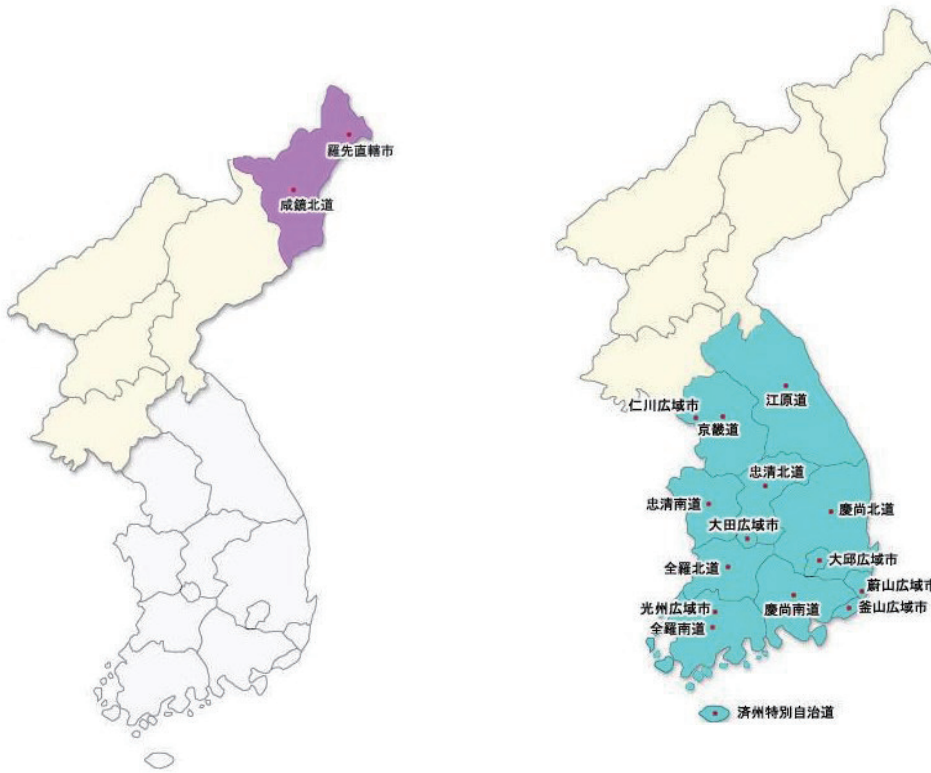 羅先直轄市
咸鏡北道
江原道
仁川広域市
京畿道
忠清北道
忠清南道
慶尚北道
大田広域市
大邱広域市
全羅北道
蔚山広域市
慶尚南道
釜山広域市
光州広域市
全羅南道
済州特別自治道